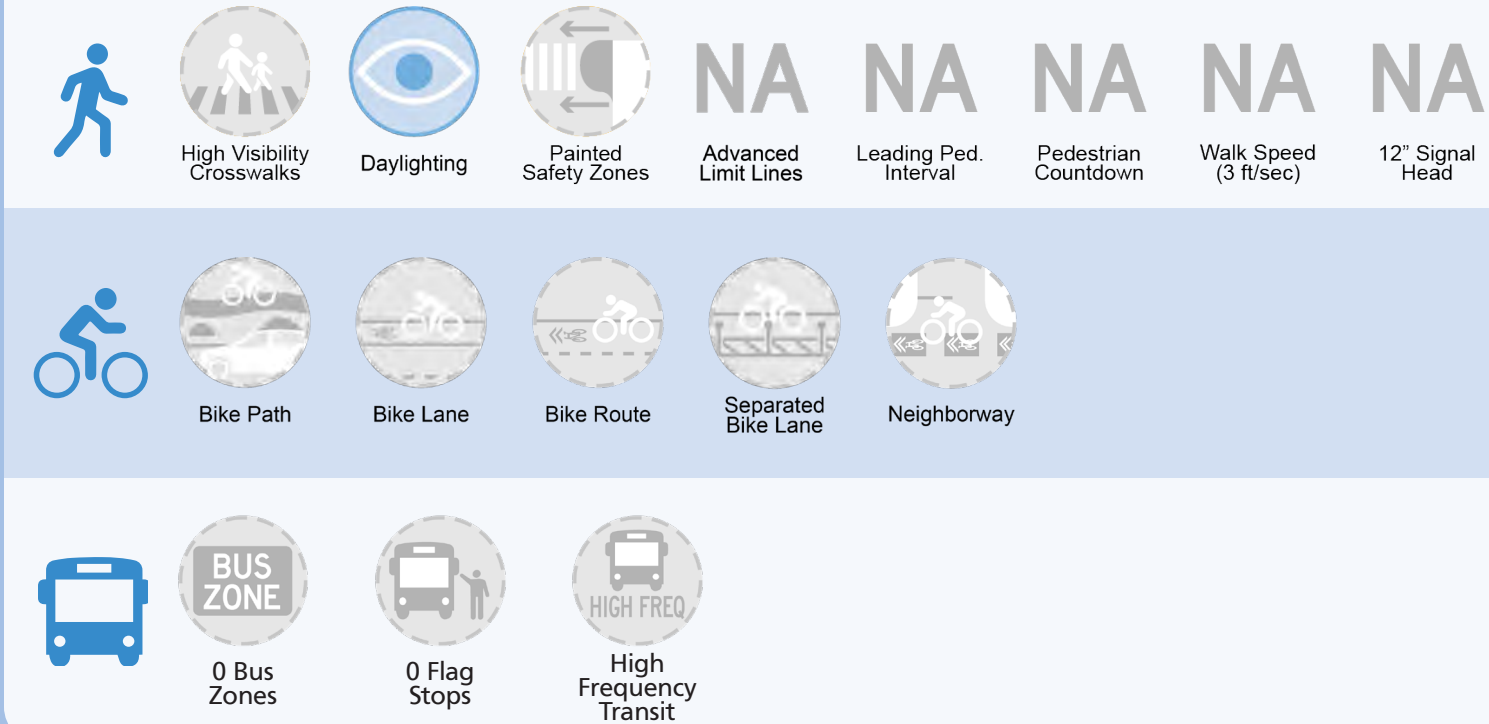 NA NA NA NA NA
High Visibility
Crosswalks
Daylighting
Painted
Safety Zones
Advanced
Limit Lines
Leading Ped.
Interval
Pedestrian
Countdown
Walk Speed
(3 ft/sec)
12” Signal
Head
Bike Path
Bike Lane
Bike Route
Separated
Bike Lane
Neighborway
BUS
ZONE
HIGH FREQ
0 Bus
Zones
0 Flag
Stops
High
Frequency
Transit